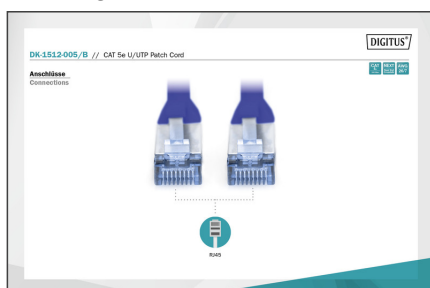 DIGITUS®
DK-1512-005/B // CAT 5e U/UTP Patch Cord
Anschlüsse
Connections
RJ45